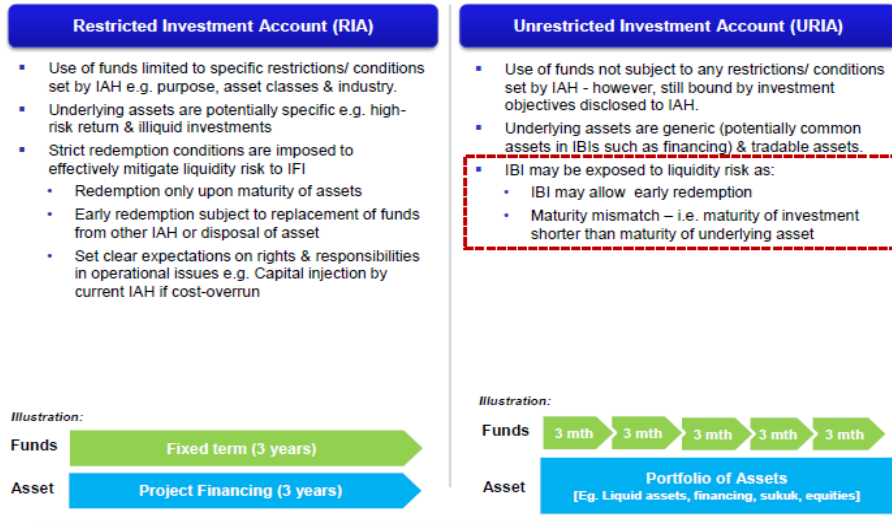 Restricted Investment Account (RIA)
▪ Use of funds limited to specific restrictions/ conditions
set by IAH e.g. purpose, asset classes & industry.
▪ Underlying assets are potentially specific e.g. high-
risk return & illiquid investments
▪ Strict redemption conditions are imposed to
effectively mitigate liquidity risk to IFI
• Redemption only upon maturity of assets
• Early redemption subject to replacement of funds
from other IAH or disposal of asset
• Set clear expectations on rights & responsibilities
in operational issues e.g. Capital injection by
current IAH if cost-overrun
Illustration:
Funds
Fixed term (3 years)
Asset
Project Financing (3 years)
Unrestricted Investment Account (URIA)
▪ Use of funds not subject to any restrictions/ conditions
set by IAH - however, still bound by investment
objectives disclosed to IAH.
▪ Underlying assets are generic (potentially common
assets in IBIs such as financing) & tradable assets.
▪ IBI may be exposed to liquidity risk as:
• IBI may allow early redemption
• Maturity mismatch – i.e. maturity of investment
shorter than maturity of underlying asset
Illustration:
Funds
3 mth 3 mth 3 mth 3 mth 3 mth
Asset
Portfolio of Assets
[Eg. Liquid assets, financing, sukuk, equities]